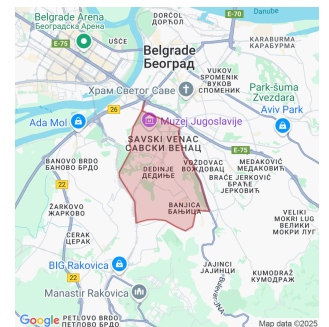 Belgrade Arena
Београдска Арена
DORĆOL
ДОРЋОЛ
E-70
Danube
UŠĆE
УШЋЕ
E-75
KARABURMA
КАРАБУРМА
Belgrade
Београд
VUKOV
SPOMENIK
ВУКОВ
СПОМЕНИК
Park-šuma
Zvezdara
Храм Светог Саве
26
Aviv Park
Ada Mol
Muzej Jugoslavije
SAVSKI VENAC
САВСКИ ВЕНАЦ
E-75
BANOVO BRDO
БАНОВО БРДО
DEDINJE
ДЕДИЊЕ
VOŽDOVAC
ВОЖДОВАЦ
MEDAKOVIĆ
МЕДАКОВИЋ
BRAĆE JERKOVIĆ
БРАЋЕ
ЈЕРКОВИЋ
22
ŽARKOVO
ЖАРКОВО
BANJICA
БАЊИЦА
VELIKI
MOKRI LUG
ВЕЛИКИ
МОКРИ ЛУГ
CERAK
ЦЕРАК
BIG Rakovica
JAJINCI
ЈАЈИНЦИ
KUMODRAŽ
КУМОДРАЖ
22
Manastir Rakovica
Bulevar
PETLOVO BRDO
ПЕТЛОВО БРДО
Google
Map data ©2025